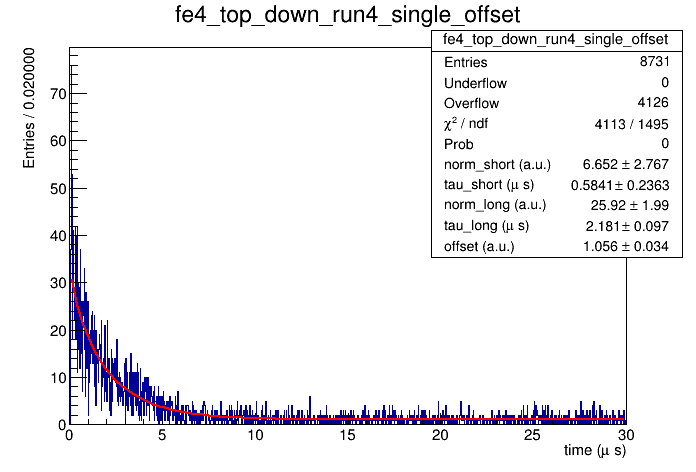 fe4_top_down_run4_single_offset
fe4_top_down_run4_single_offset
Entries 8731
Underflow 0
Overflow 4126
χ² / ndf 4113 / 1495
Prob 0
norm_short (a.u.) 6.652 ± 2.767
tau_short (μ s) 0.5841± 0.2363
norm_long (a.u.) 25.92 ± 1.99
tau_long (μ s) 2.181± 0.097
offset (a.u.) 1.056 ± 0.034
Entries / 0.020000
70
60
50
40
30
20
10
0
0 5 10 15 20 25 30
time (μ s)